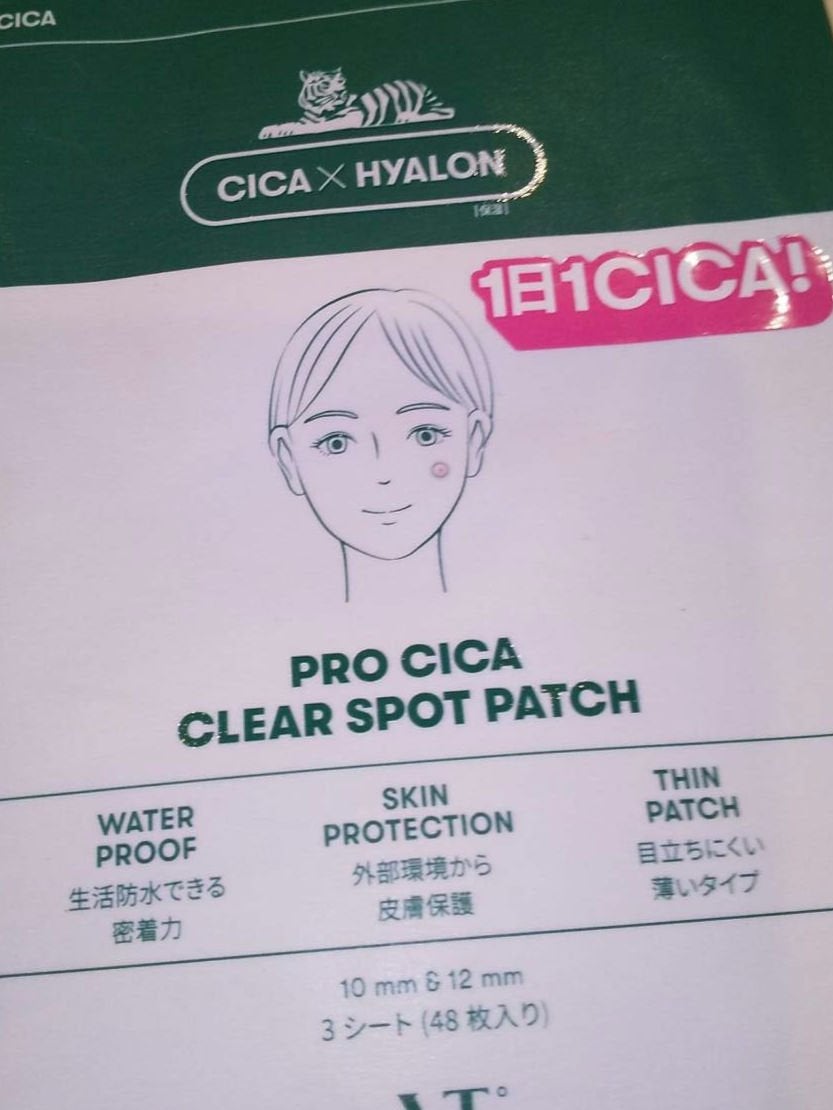 CICA
CICA×HYALON
[保湿]
1日1CICA!
PRO CICA
CLEAR SPOT PATCH
WATER
PROOF
生活防水できる
密着力
SKIN
PROTECTION
外部環境から
皮膚保護
THIN
PATCH
目立ちにくい
薄いタイプ
10 mm & 12 mm
3 シート (48 枚入り)